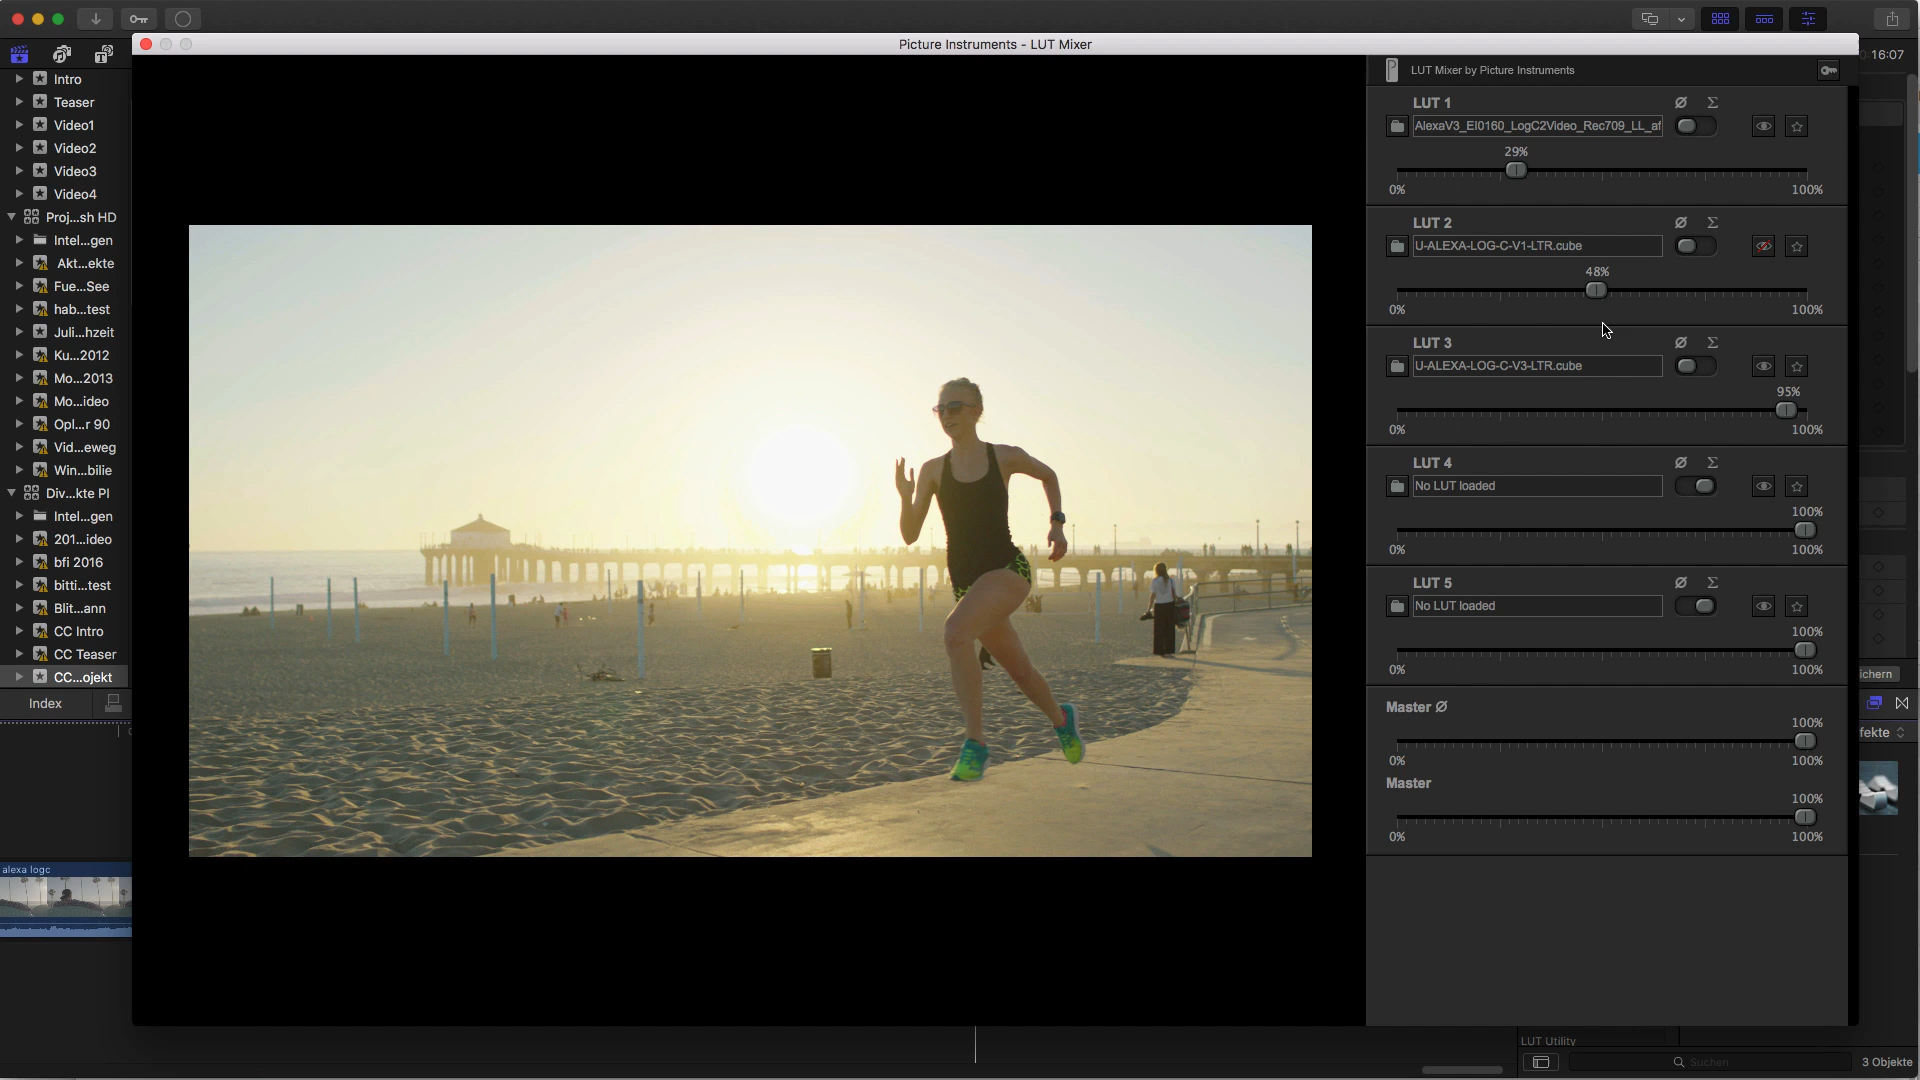 Picture Instruments - LUT Mixer
16:07
Intro
Teaser
Video1
Video2
Video3
Video4
Proj...sh HD
Intel...gen
Akt...ekte
Fue...See
hab...test
Juli...hzeit
Ku...2012
Mo...2013
Mo...ideo
Opl...r 90
Vid...eweg
Win...bilie
Div...kte PI
Intel...gen
201...ideo
bfi 2016
bitti...test
Blit...ann
CC Intro
CC Teaser
CC...ojekt
Index
alexa logc
LUT Mixer by Picture Instruments
LUT 1 Ø Σ
AlexaV3_EI0160_LogC2Video_Rec709_LL_af
29%
0% 100%
LUT 2 Ø Σ
U-ALEXA-LOG-C-V1-LTR.cube
48%
0% 100%
LUT 3 Ø Σ
U-ALEXA-LOG-C-V3-LTR.cube
95%
0% 100%
LUT 4 Ø Σ
No LUT loaded
100%
0% 100%
LUT 5 Ø Σ
No LUT loaded
100%
0% 100%
Master Ø
100%
0% 100%
Master
100%
0% 100%
ichern
fekte
LUT Utility
Suchen
3 Objekte